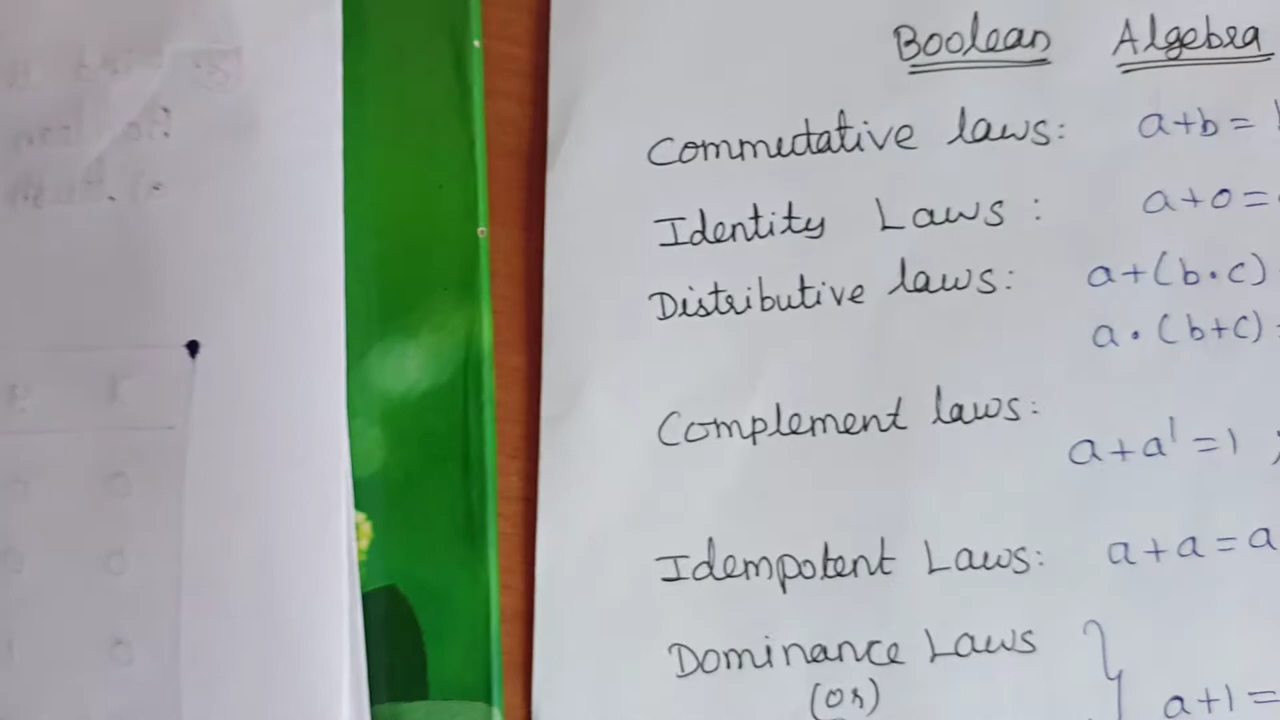 Boolean Algebra
Commutative laws: a+b =
Identity Laws: a+0=
Distributive laws: a+(b·c)
a·(b+c)
Complement laws:
a+a'=1 ;
Idempotent Laws: a+a=a
Dominance Laws
(or)
a+1=